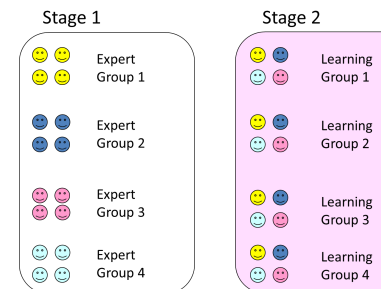 Stage 1
Expert
Group 1
Expert
Group 2
Expert
Group 3
Expert
Group 4
Stage 2
Learning
Group 1
Learning
Group 2
Learning
Group 3
Learning
Group 4